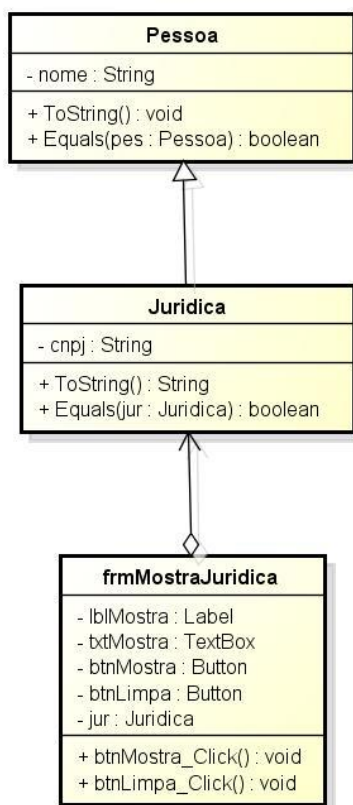 Pessoa
- nome : String
+ ToString() : void
+ Equals(pes : Pessoa) : boolean
Juridica
- cnpj : String
+ ToString() : String
+ Equals(jur : Juridica) : boolean
frmMostraJuridica
- lblMostra : Label
- txtMostra : TextBox
- btnMostra : Button
- btnLimpa : Button
- jur : Juridica
+ btnMostra_Click() : void
+ btnLimpa_Click() : void